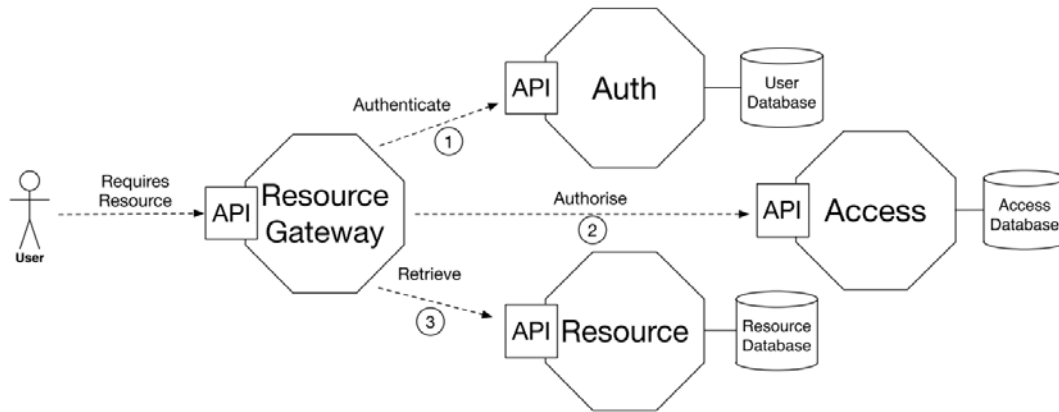 User
Requires
Resource
API
Resource
Gateway
Authenticate
1
API
Auth
User
Database
Authorise
2
API
Access
Access
Database
Retrieve
3
API
Resource
Resource
Database